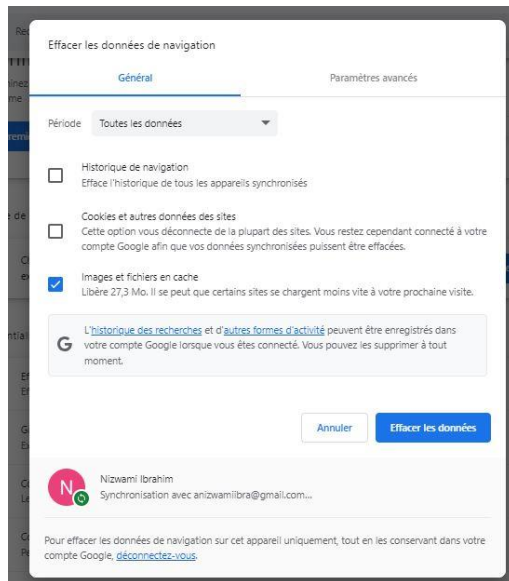 Effacer les données de navigation
Général
Paramètres avancés
Période Toutes les données
Historique de navigation
Efface l'historique de tous les appareils synchronisés
Cookies et autres données des sites
Cette option vous déconnecte de la plupart des sites. Vous restez cependant connecté à votre
compte Google afin que vos données synchronisées puissent être effacées.
Images et fichiers en cache
Libère 27,3 Mo. Il se peut que certains sites se chargent moins vite à votre prochaine visite.
L'historique des recherches et d'autres formes d'activité peuvent être enregistrés dans
G votre compte Google lorsque vous êtes connecté. Vous pouvez les supprimer à tout
moment.
Annuler
Effacer les données
N
Nizwami Ibrahim
Synchronisation avec anizwamiibra@gmail.com...
Pour effacer les données de navigation sur cet appareil uniquement, tout en les conservant dans votre
compte Google, déconnectez-vous.